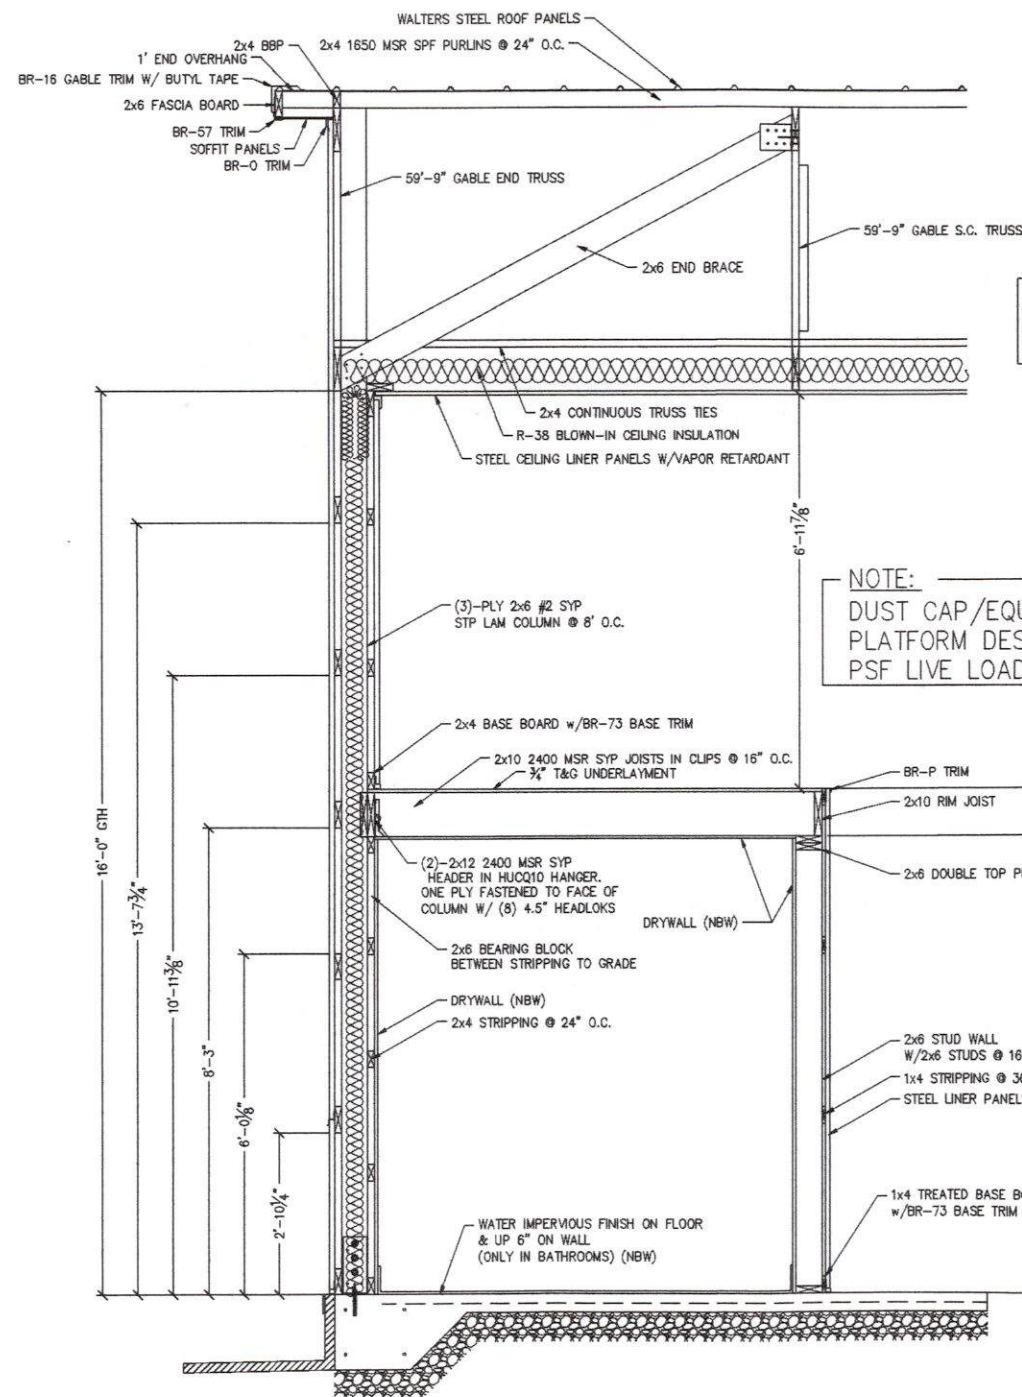 WALTERS STEEL ROOF PANELS
2x4 BBP
2x4 1650 MSR SPF PURLINS @ 24" O.C.
1' END OVERHANG
BR-16 GABLE TRIM W/ BUTYL TAPE
2x6 FASCIA BOARD
BR-57 TRIM
SOFFIT PANELS
BR-O TRIM
59'-9" GABLE END TRUSS
59'-9" GABLE S.C. TRUSS
2x6 END BRACE
2x4 CONTINUOUS TRUSS TIES
R-38 BLOWN-IN CEILING INSULATION
STEEL CEILING LINER PANELS W/VAPOR RETARDANT
6'-11⅞"
NOTE:
DUST CAP/EQU
PLATFORM DES
PSF LIVE LOAD
(3)-PLY 2x6 #2 SYP
STP LAM COLUMN @ 8' O.C.
2x4 BASE BOARD w/BR-73 BASE TRIM
2x10 2400 MSR SYP JOISTS IN CLIPS @ 16" O.C.
¾" T&G UNDERLAYMENT
BR-P TRIM
2x10 RIM JOIST
(2)-2x12 2400 MSR SYP
HEADER IN HUCQ10 HANGER.
ONE PLY FASTENED TO FACE OF
COLUMN W/ (8) 4.5" HEADLOKS
2x6 DOUBLE TOP P
DRYWALL (NBW)
2x6 BEARING BLOCK
BETWEEN STRIPPING TO GRADE
DRYWALL (NBW)
2x4 STRIPPING @ 24" O.C.
2x6 STUD WALL
W/2x6 STUDS @ 16
1x4 STRIPPING @ 36
STEEL LINER PANEL
1x4 TREATED BASE B
w/BR-73 BASE TRIM
WATER IMPERVIOUS FINISH ON FLOOR
& UP 6" ON WALL
(ONLY IN BATHROOMS) (NBW)
16'-0" GTH
13'-7¾"
10'-11⅜"
8'-3"
6'-0⅛"
2'-10¼"